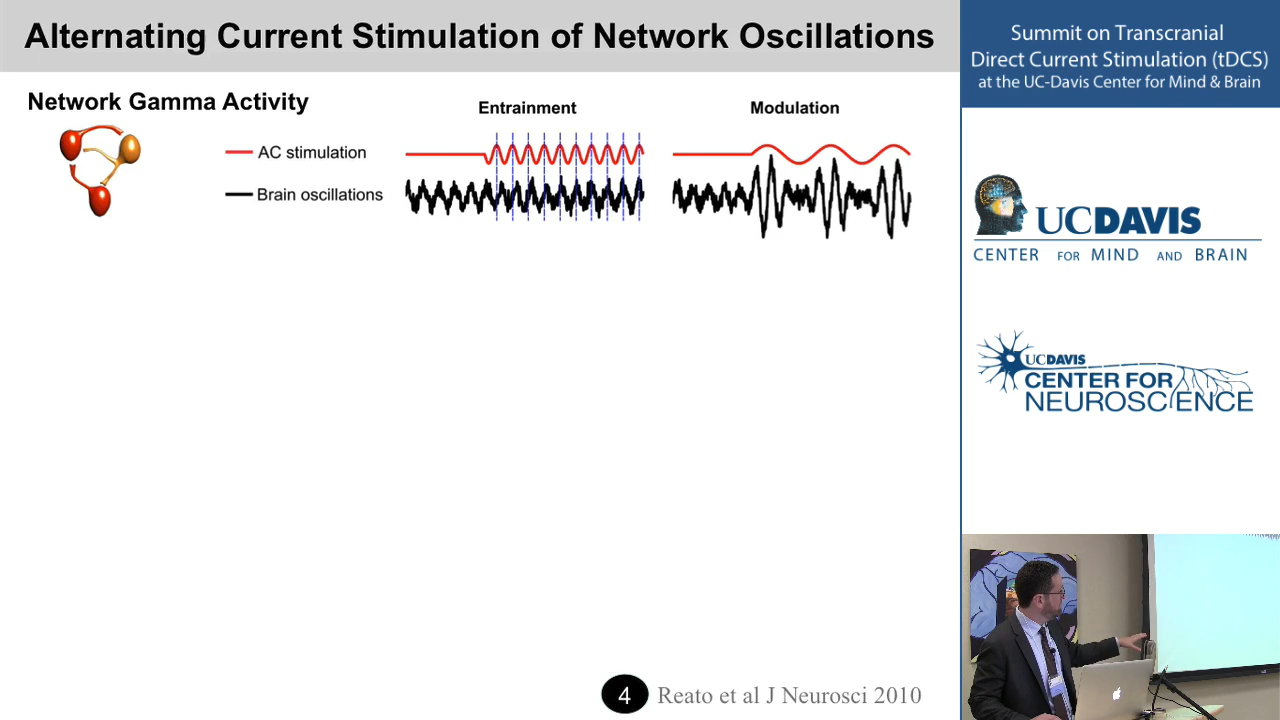 Alternating Current Stimulation of Network Oscillations
Network Gamma Activity
Entrainment
Modulation
AC stimulation
Brain oscillations
4
Reato et al J Neurosci 2010
Summit on Transcranial
Direct Current Stimulation (tDCS)
at the UC-Davis Center for Mind & Brain
UCDAVIS
CENTER FOR MIND AND BRAIN
UCDAVIS
CENTER FOR
NEUROSCIENCE